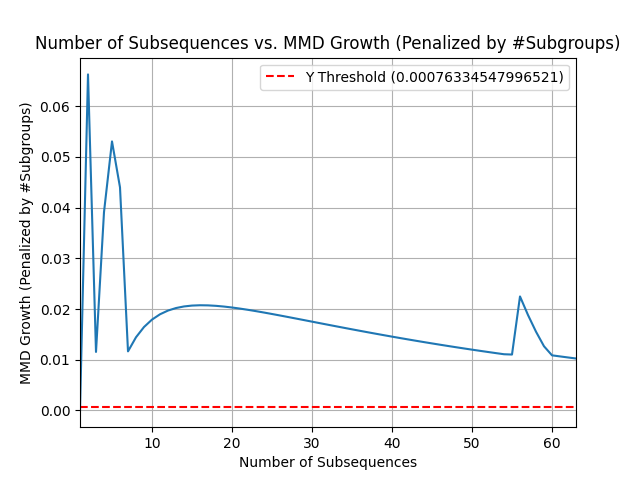 Number of Subsequences vs. MMD Growth (Penalized by #Subgroups)
Y Threshold (0.00076334547996521)
MMD Growth (Penalized by #Subgroups)
0.06
0.05
0.04
0.03
0.02
0.01
0.00
10 20 30 40 50 60
Number of Subsequences